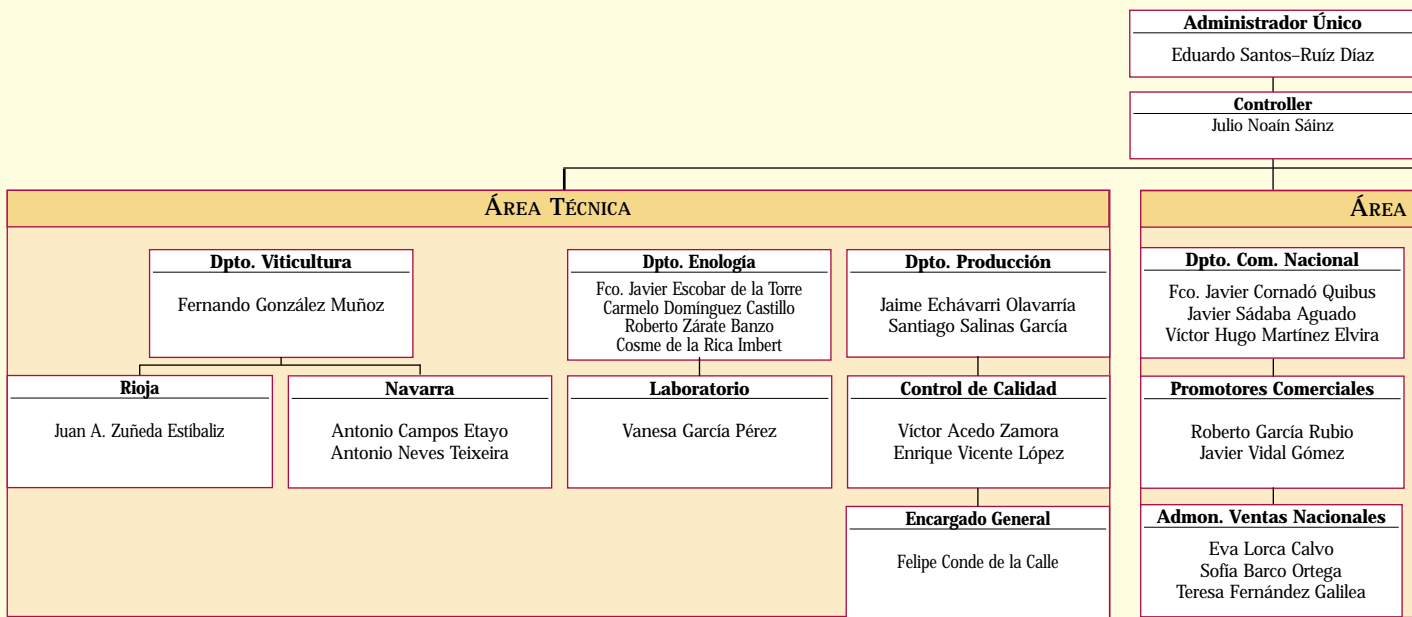 Administrador Único
Eduardo Santos–Ruíz Díaz
Controller
Julio Noaín Sáinz
ÁREA TÉCNICA
Dpto. Viticultura
Fernando González Muñoz
Rioja
Juan A. Zuñeda Estíbaliz
Navarra
Antonio Campos Etayo
Antonio Neves Teixeira
Dpto. Enología
Fco. Javier Escobar de la Torre
Carmelo Domínguez Castillo
Roberto Zárate Banzo
Cosme de la Rica Imbert
Laboratorio
Vanesa García Pérez
Dpto. Producción
Jaime Echávarri Olavarría
Santiago Salinas García
Control de Calidad
Víctor Acedo Zamora
Enrique Vicente López
Encargado General
Felipe Conde de la Calle
ÁREA
Dpto. Com. Nacional
Fco. Javier Cornadó Quibus
Javier Sádaba Aguado
Víctor Hugo Martínez Elvira
Promotores Comerciales
Roberto García Rubio
Javier Vidal Gómez
Admon. Ventas Nacionales
Eva Lorca Calvo
Sofía Barco Ortega
Teresa Fernández Galilea